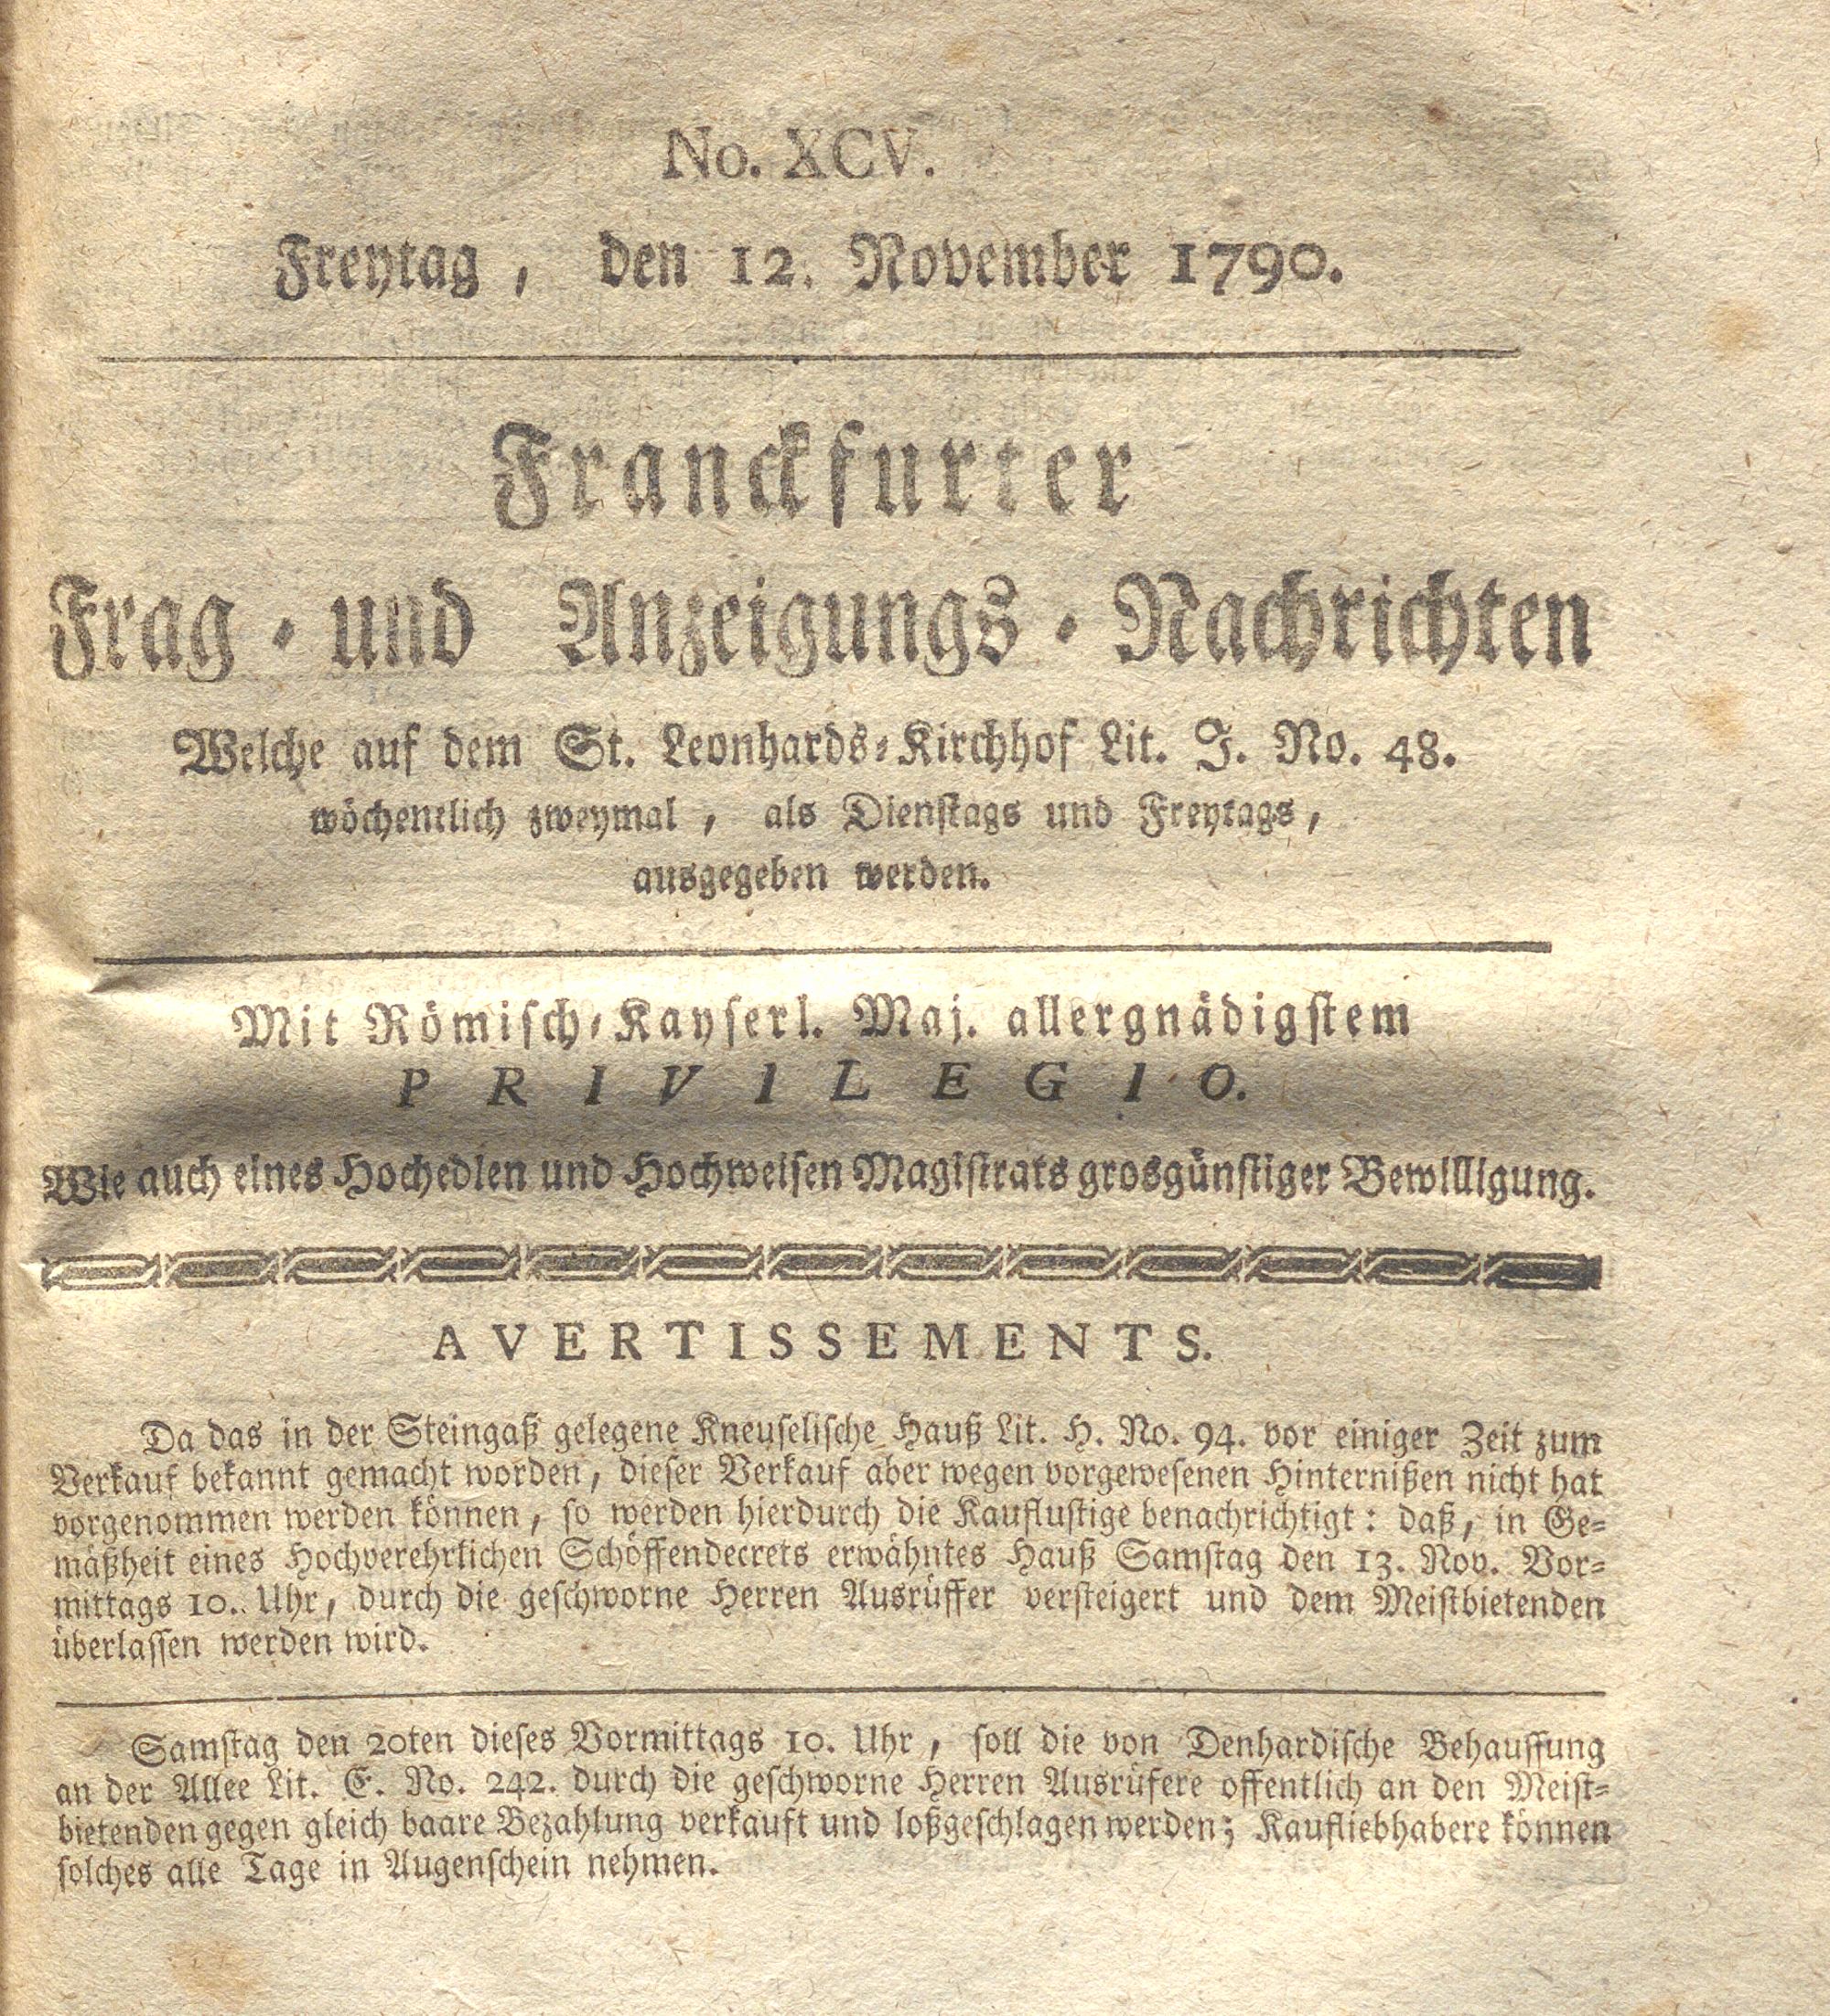 No. XCV.
Freytag, den 12. November 1790.
Franckfurter
Frag- und Anzeigungs-Nachrichten
Welche auf dem St. Leonhards-Kirchhof Lit. J. No. 48.
wöchentlich zweymal, als Dienstags und Freytags,
ausgegeben werden.
Mit Römisch-Kayserl. Maj. allergnädigstem
PRIVILEGIO.
Wie auch eines Hochedlen und Hochweisen Magistrats grosgünstiger Bewilligung.
AVERTISSEMENTS.
Da das in der Steingaß gelegene Kneuselische Hauß Lit. H. No. 94. vor einiger Zeit zum
Verkauf bekannt gemacht worden, dieser Verkauf aber wegen vorgewesenen Hinternißen nicht hat
vorgenommen werden können, so werden hierdurch die Kauflustige benachrichtigt: daß, in Ge-
mäßheit eines Hochverehrlichen Schöffendecrets erwähntes Hauß Samstag den 13. Nov. Vor-
mittags 10. Uhr, durch die geschworne Herren Ausrüffer versteigert und dem Meistbietenden
überlassen werden wird.
Samstag den 20ten dieses Vormittags 10. Uhr, soll die von Denhardische Behaussung
an der Allee Lit. E. No. 242. durch die geschworne Herren Ausrüfere offentlich an den Meist-
bietenden gegen gleich baare Bezahlung verkauft und loßgeschlagen werden; Kaufliebhabere können
solches alle Tage in Augenschein nehmen.